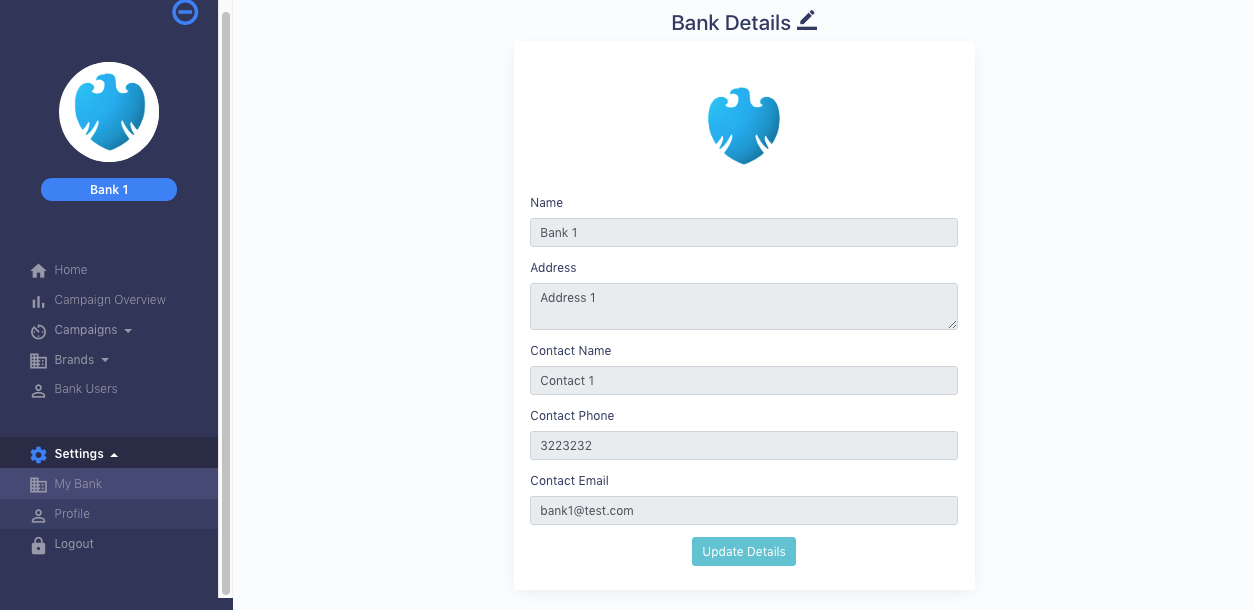 Bank 1
Home
Campaign Overview
Campaigns
Brands
Bank Users
Settings
My Bank
Profile
Logout
Bank Details
Name
Bank 1
Address
Address 1
Contact Name
Contact 1
Contact Phone
3223232
Contact Email
bank1@test.com
Update Details